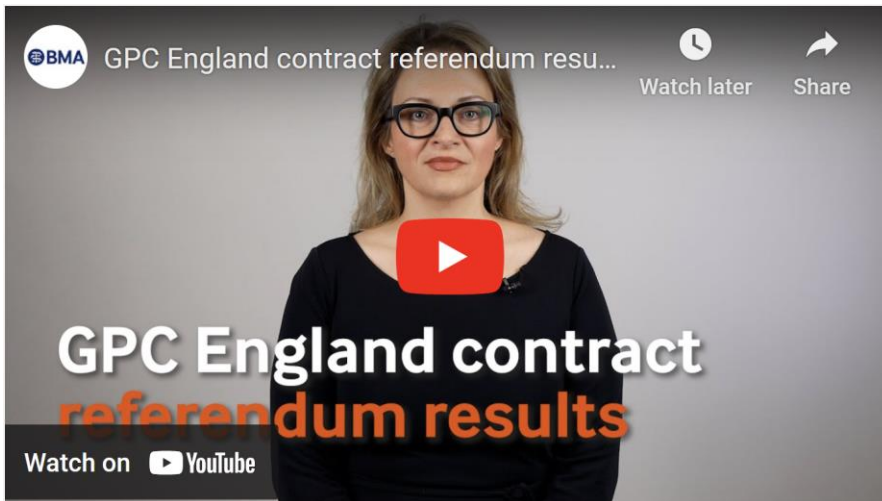 BMA
GPC England contract referendum resu...
Watch later
Share
GPC England contract
referendum results
Watch on YouTube